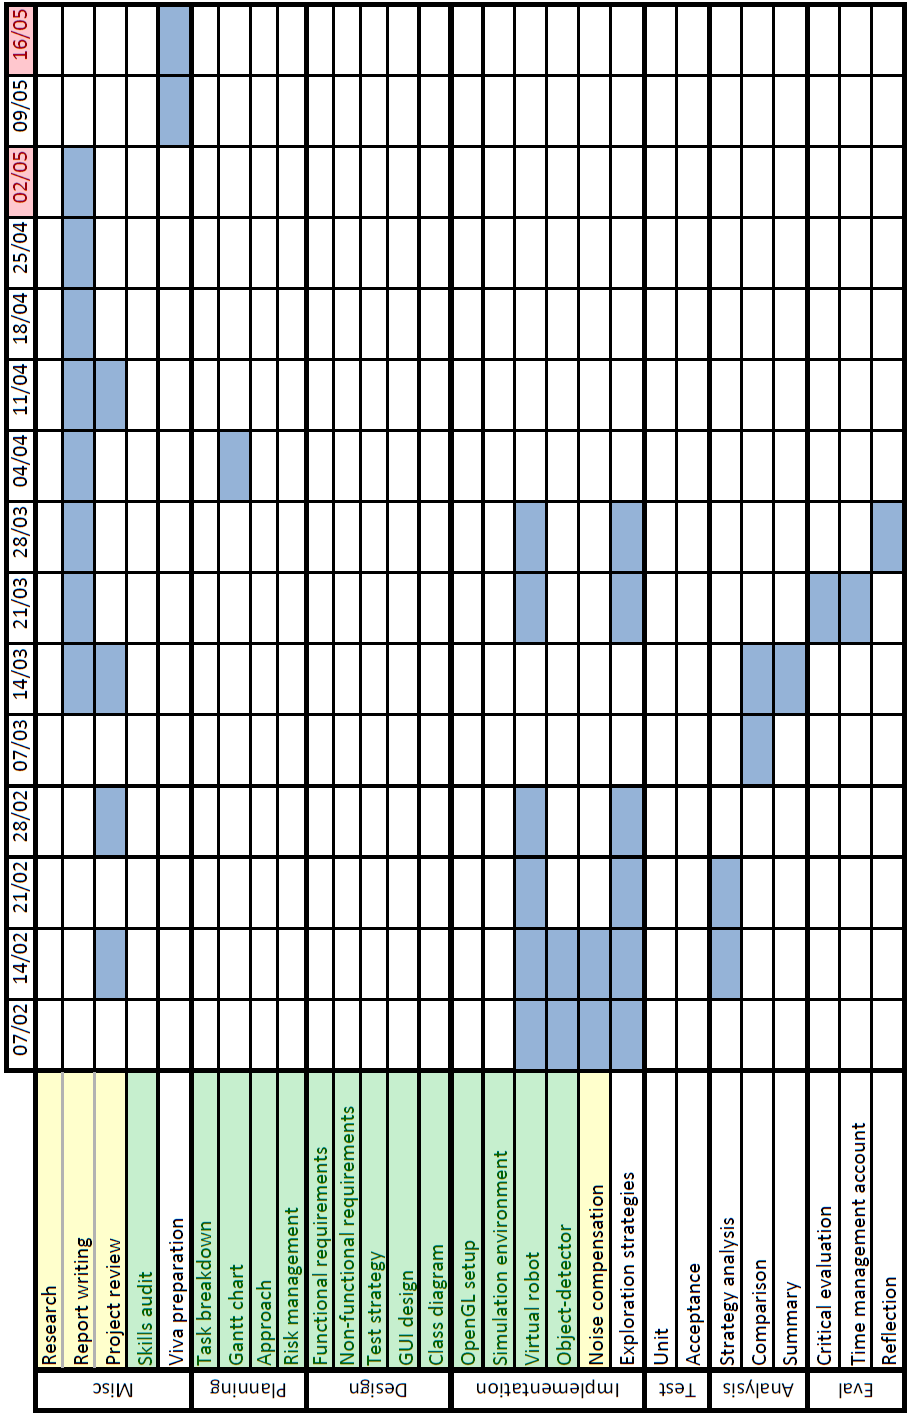 07/02
14/02
21/02
28/02
07/03
14/03
21/03
28/03
04/04
11/04
18/04
25/04
02/05
09/05
16/05
Misc
Research
Report writing
Project review
Skills audit
Viva preparation
Planning
Task breakdown
Gantt chart
Approach
Risk management
Design
Functional requirements
Non-functional requirements
Test strategy
GUI design
Class diagram
Implementation
OpenGL setup
Simulation environment
Virtual robot
Object-detector
Noise compensation
Exploration strategies
Test
Unit
Acceptance
Analysis
Strategy analysis
Comparison
Summary
Eval
Critical evaluation
Time management account
Reflection